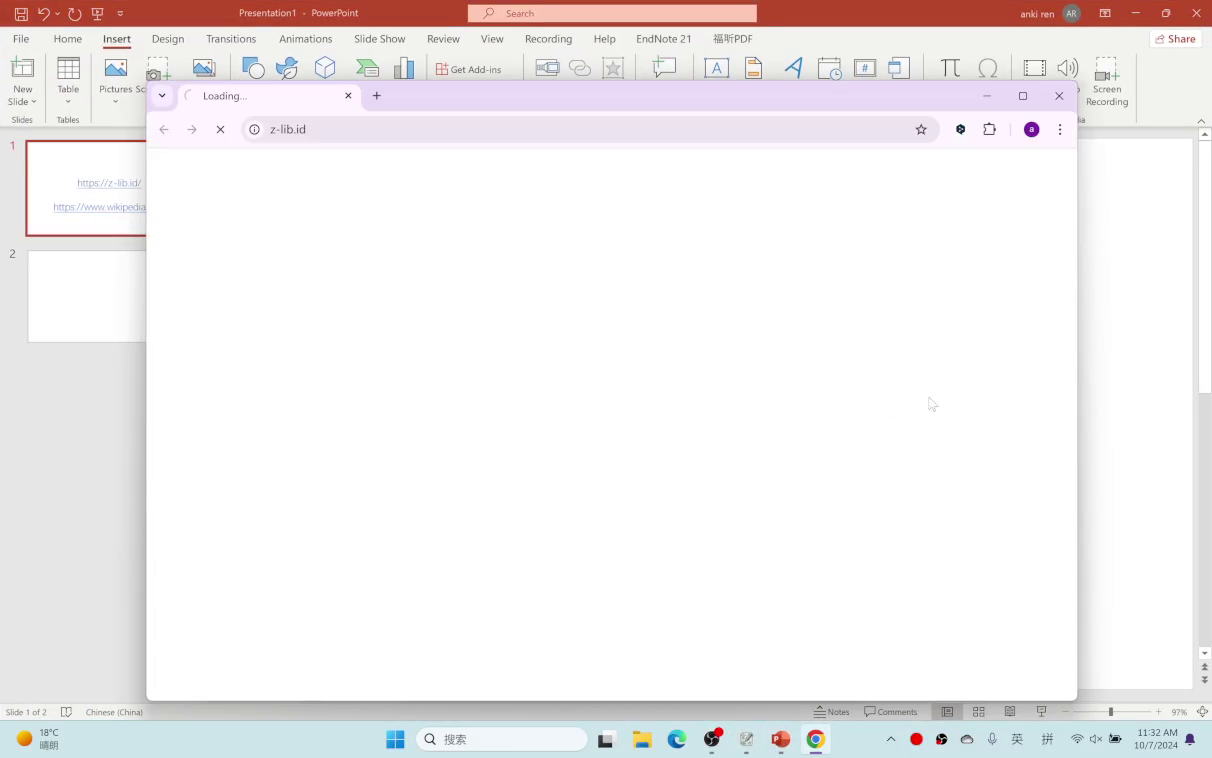 Presentation1 - PowerPoint
Search
anki ren
AR
File
Home
Insert
Design
Transitions
Animations
Slide Show
Review
View
Recording
Help
EndNote 21
福昕PDF
Share
New
Slide
Table
Pictures
Get Add-ins
Screen
Recording
Slides
Tables
Loading...
z-lib.id
a
1
https://z-lib.id/
https://www.wikipedia.
2
Slide 1 of 2
Chinese (China)
Notes
Comments
97%
18°C
晴朗
搜索
英
拼
11:32 AM
10/7/2024